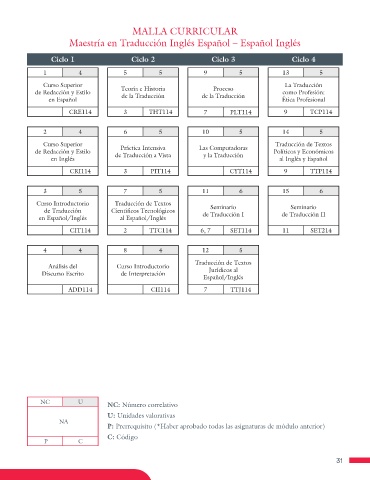 MALLA CURRICULAR
Maestría en Traducción Inglés Español – Español Inglés
Ciclo 1 Ciclo 2 Ciclo 3 Ciclo 4
1 4 5 5 9 5 13 5
Curso Superior
de Redacción y Estilo
en Español
Teoría e Historia
de la Traducción
Proceso
de la Traducción
La Traducción
como Profesión:
Ética Profesional
CRE114 3 THT114 7 PLT114 9 TCP114
2 4 6 5 10 5 14 5
Curso Superior
de Redacción y Estilo
en Inglés
Práctica Intensiva
de Traducción a Vista
Las Computadoras
y la Traducción
Traducción de Textos
Políticos y Económicos
al Inglés y Español
CRI114 3 PIT114 CYT114 9 TTP114
3 5 7 5 11 6 15 6
Curso Introductorio
de Traducción
en Español/Inglés
Traducción de Textos
Científicos Tecnológicos
al Español/Inglés
Seminario
de Traducción I
Seminario
de Traducción II
CIT114 2 TTC114 6, 7 SET114 11 SET214
4 4 8 4 12 5
Análisis del
Discurso Escrito
Curso Introductorio
de Interpretación
Traducción de Textos
Jurídicos al
Español/Inglés
ADD114 CII114 7 TTJ114
NC U
NA
P C
NC: Número correlativo
U: Unidades valorativas
P: Prerrequisito (*Haber aprobado todas las asignaturas de módulo anterior)
C: Código
31